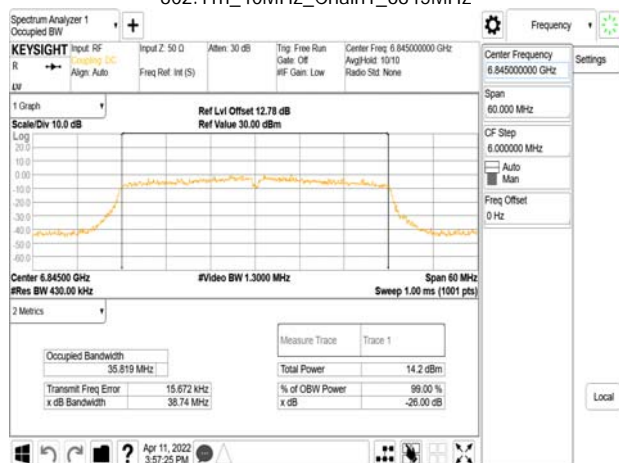 Spectrum Analyzer 1
Occupied BW
Frequency
KEYSIGHT
Input: RF
Coupling: DC
Align: Auto
Input Z: 50 Ω
Freq Ref: Int (S)
Atten: 30 dB
Trig: Free Run
Gate: Off
#IF Gain: Low
Center Freq: 6.845000000 GHz
Avg|Hold: 10/10
Radio Std: None
R
Center Frequency
6.845000000 GHz
Settings
Span
60.000 MHz
CF Step
6.000000 MHz
Auto
Man
Freq Offset
0 Hz
Local
1 Graph
Scale/Div 10.0 dB
Ref Lvl Offset 12.78 dB
Ref Value 30.00 dBm
Log
20.0
10.0
0.00
-10.0
-20.0
-30.0
-40.0
-50.0
-60.0
Center 6.84500 GHz
#Video BW 1.3000 MHz
Span 60 MHz
#Res BW 430.00 kHz
Sweep 1.00 ms (1001 pts)
2 Metrics
Measure Trace
Trace 1
Occupied Bandwidth
35.819 MHz
Total Power
14.2 dBm
Transmit Freq Error
15.672 kHz
% of OBW Power
99.00 %
x dB Bandwidth
38.74 MHz
x dB
-26.00 dB
Apr 11, 2022
3:57:25 PM